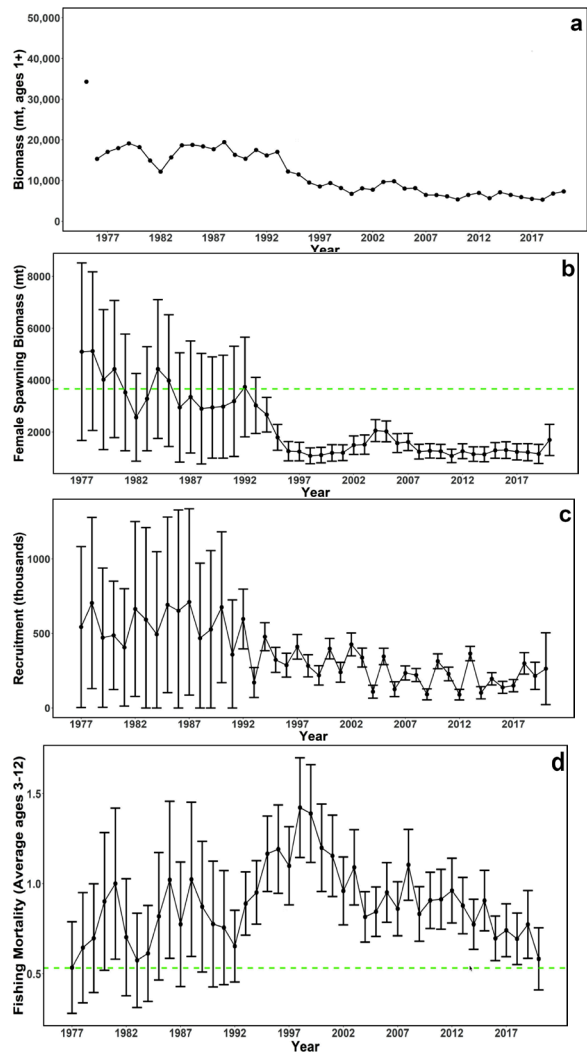 a
Biomass (mt, ages 1+)
50,000
40,000
30,000
20,000
10,000
0
1977 1982 1987 1992 1997 2002 2007 2012 2017
Year
b
Female Spawning Biomass (mt)
8000
6000
4000
2000
1977 1982 1987 1992 1997 2002 2007 2012 2017
Year
c
Recruitment (thousands)
1000
500
0
1977 1982 1987 1992 1997 2002 2007 2012 2017
Year
d
Fishing Mortality (Average ages 3-12)
1.5
1.0
0.5
1977 1982 1987 1992 1997 2002 2007 2012 2017
Year